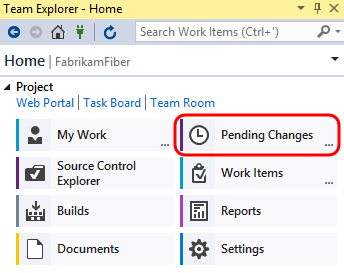 Team Explorer - Home
Search Work Items (Ctrl+')
Home | FabrikamFiber
Project
Web Portal | Task Board | Team Room
My Work ...
Pending Changes ...
Source Control
Explorer
Work Items ...
Builds
Reports
Documents
Settings